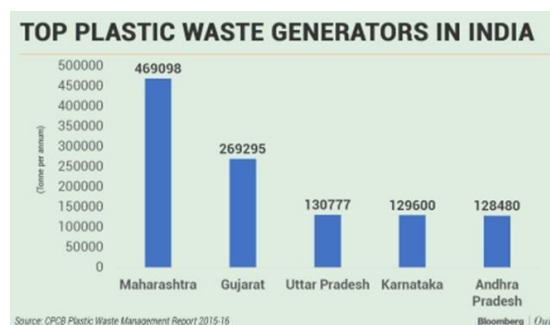 TOP PLASTIC WASTE GENERATORS IN INDIA
(Tonne per annum)
500000
450000
400000
350000
300000
250000
200000
150000
100000
50000
0
469098
269295
130777
129600
128480
Maharashtra
Gujarat
Uttar Pradesh
Karnataka
Andhra
Pradesh
Source: CPCB Plastic Waste Management Report 2015-16
Bloomberg |